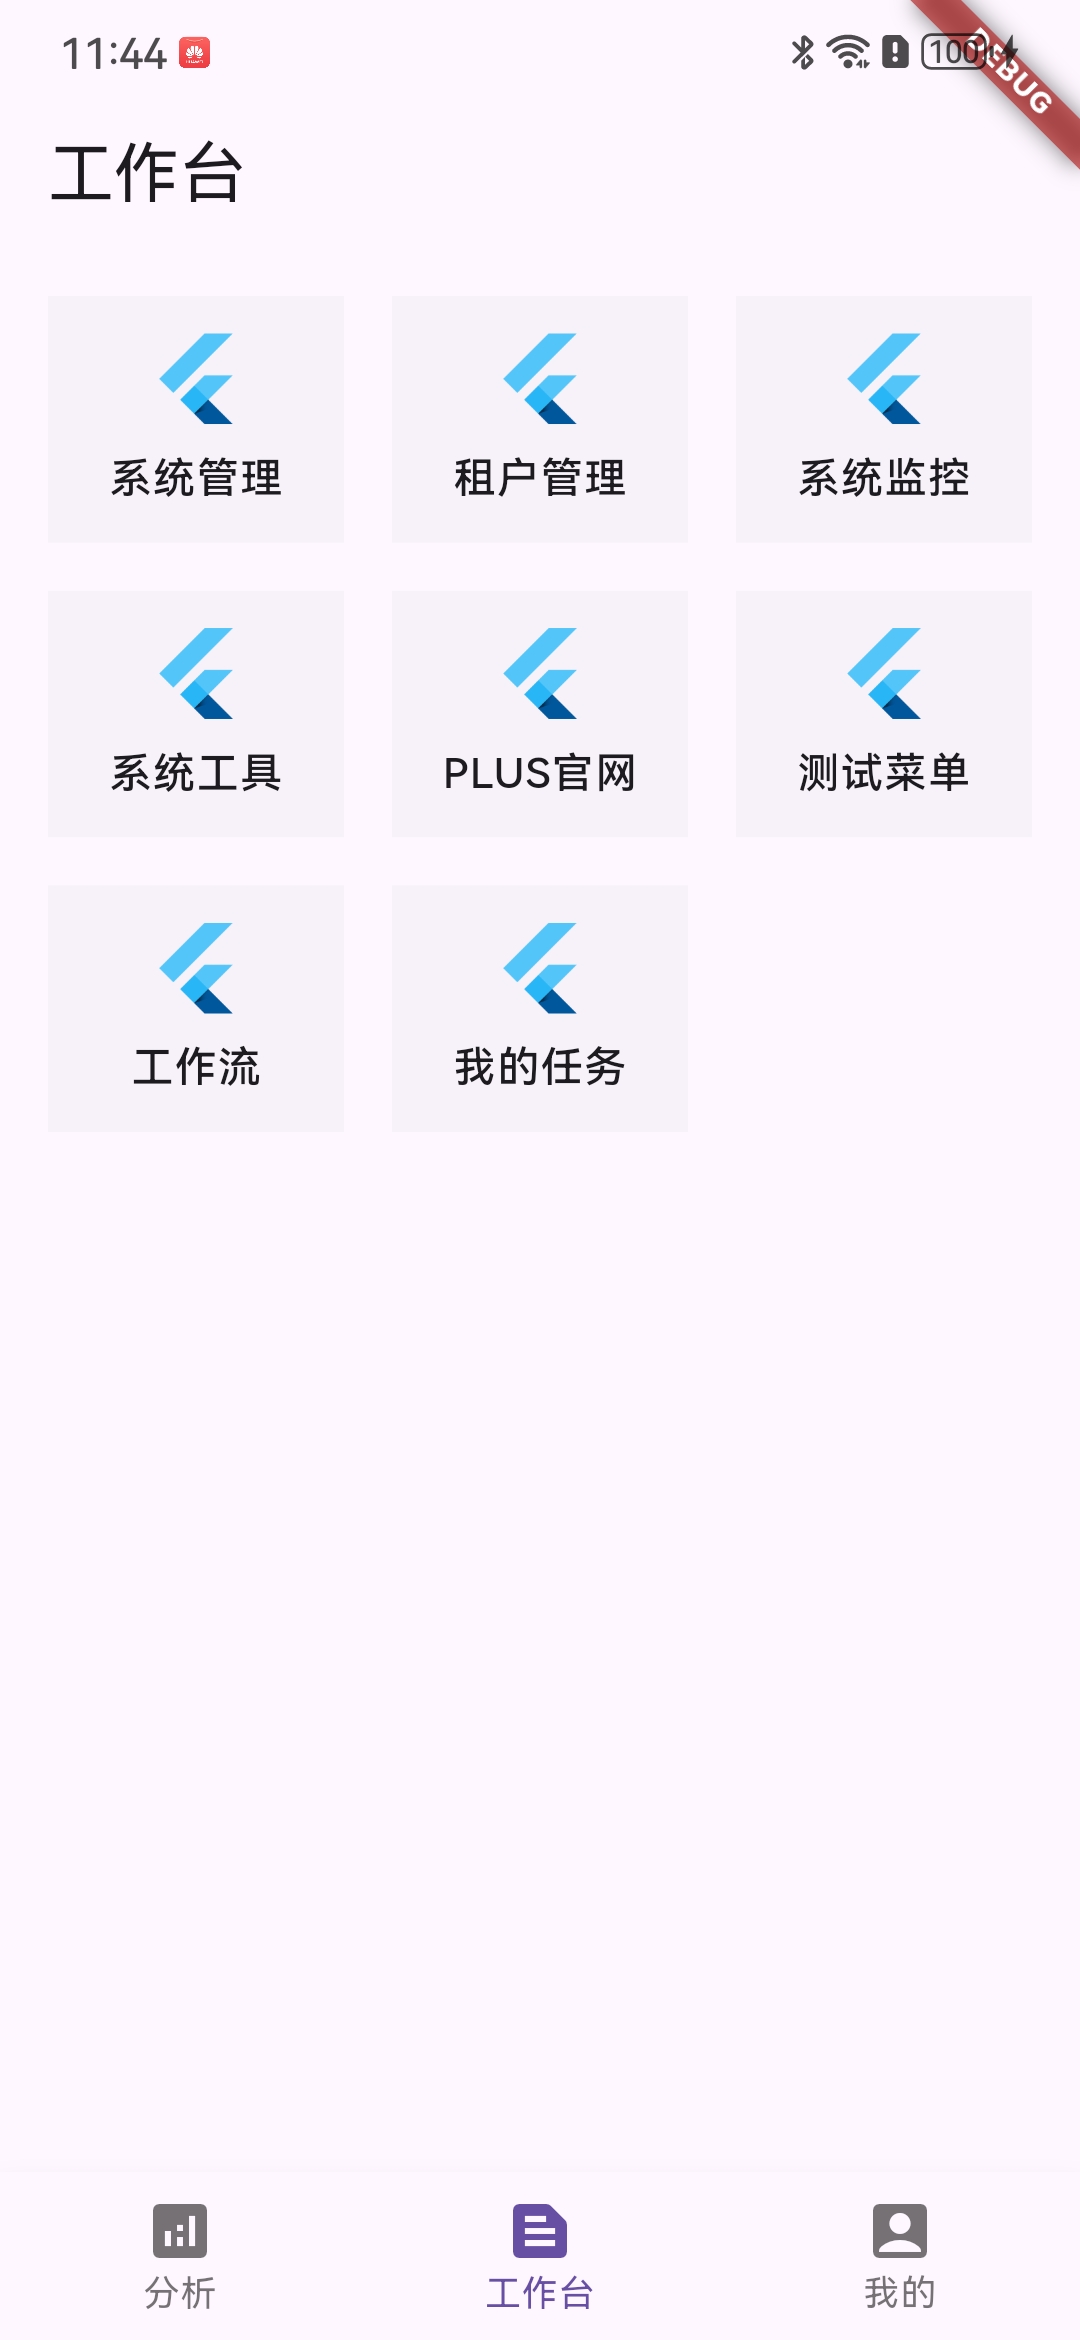 11:44
100
DEBUG
工作台
系统管理
租户管理
系统监控
系统工具
PLUS官网
测试菜单
工作流
我的任务
分析
工作台
我的